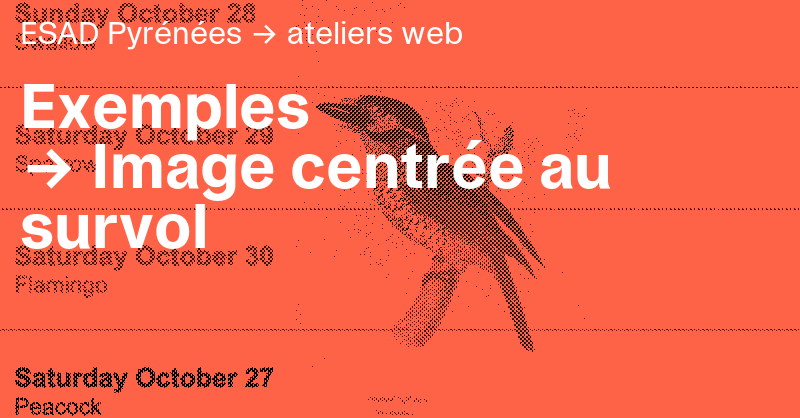 Sunday October 28
ESAD Pyrénées → ateliers web
Exemples
Saturday October 29
→ Image centrée au
survol
Saturday October 30
Flamingo
Saturday October 27
Peacock